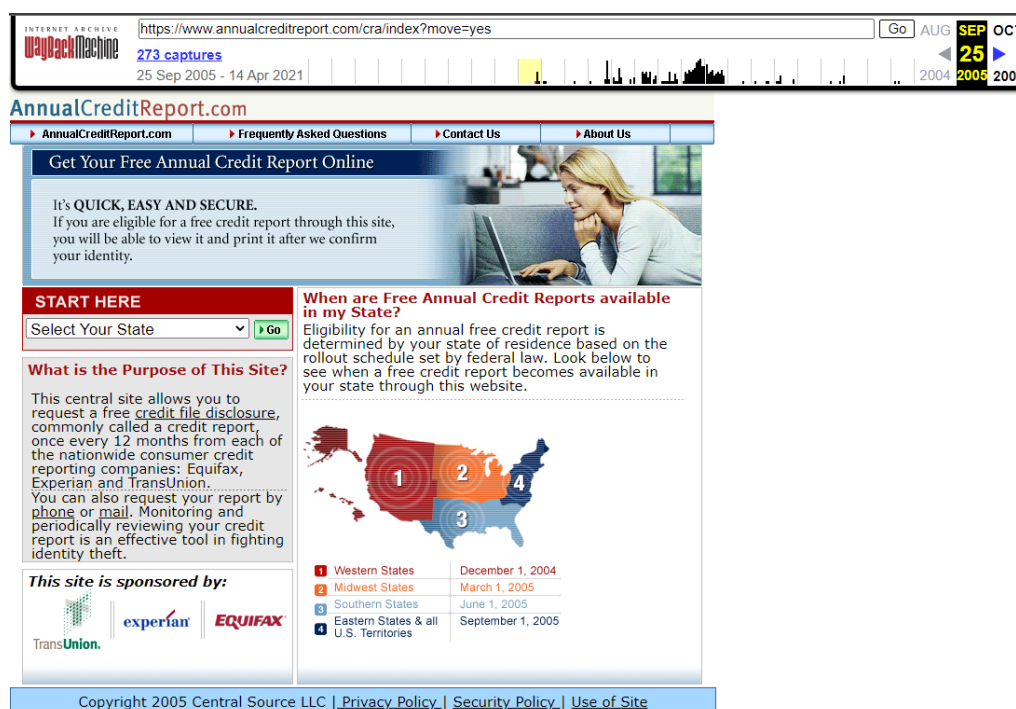 INTERNET ARCHIVE
WayBackMachine
https://www.annualcreditreport.com/cra/index?move=yes
Go
AUG SEP OCT
273 captures
25
25 Sep 2005 - 14 Apr 2021
2004 2005 200
AnnualCreditReport.com
AnnualCreditReport.com
Frequently Asked Questions
Contact Us
About Us
Get Your Free Annual Credit Report Online
It's QUICK, EASY AND SECURE.
If you are eligible for a free credit report through this site,
you will be able to view it and print it after we confirm
your identity.
START HERE
Select Your State
Go
What is the Purpose of This Site?
This central site allows you to
request a free credit file disclosure,
commonly called a credit report,
once every 12 months from each of
the nationwide consumer credit
reporting companies: Equifax,
Experian and TransUnion.
You can also request your report by
phone or mail. Monitoring and
periodically reviewing your credit
report is an effective tool in fighting
identity theft.
This site is sponsored by:
TransUnion.
experian
EQUIFAX
When are Free Annual Credit Reports available
in my State?
Eligibility for an annual free credit report is
determined by your state of residence based on the
rollout schedule set by federal law. Look below to
see when a free credit report becomes available in
your state through this website.
1
2
3
4
1 Western States December 1, 2004
2 Midwest States March 1, 2005
3 Southern States June 1, 2005
4 Eastern States & all September 1, 2005
U.S. Territories
Copyright 2005 Central Source LLC | Privacy Policy | Security Policy | Use of Site